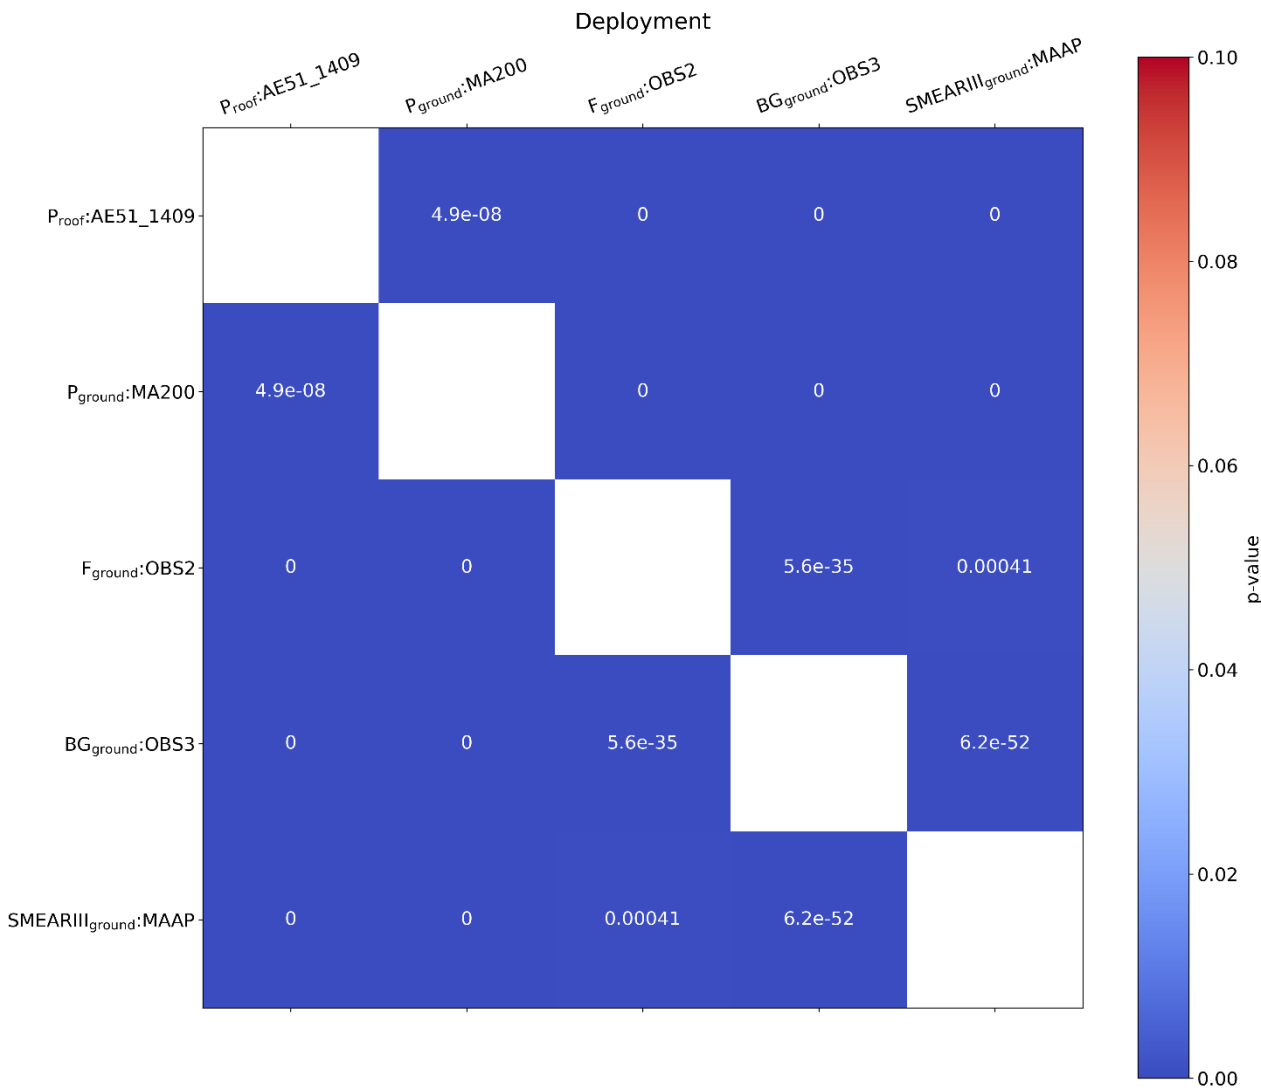 Deployment
P_roof:AE51_1409 P_ground:MA200 F_ground:OBS2 BG_ground:OBS3 SMEARIII_ground:MAAP
0.10
P_roof:AE51_1409 4.9e-08 0 0 0
0.08
P_ground:MA200 4.9e-08 0 0 0
0.06
F_ground:OBS2 0 0 5.6e-35 0.00041
p-value
0.04
BG_ground:OBS3 0 0 5.6e-35 6.2e-52
0.02
SMEARIII_ground:MAAP 0 0 0.00041 6.2e-52
0.00